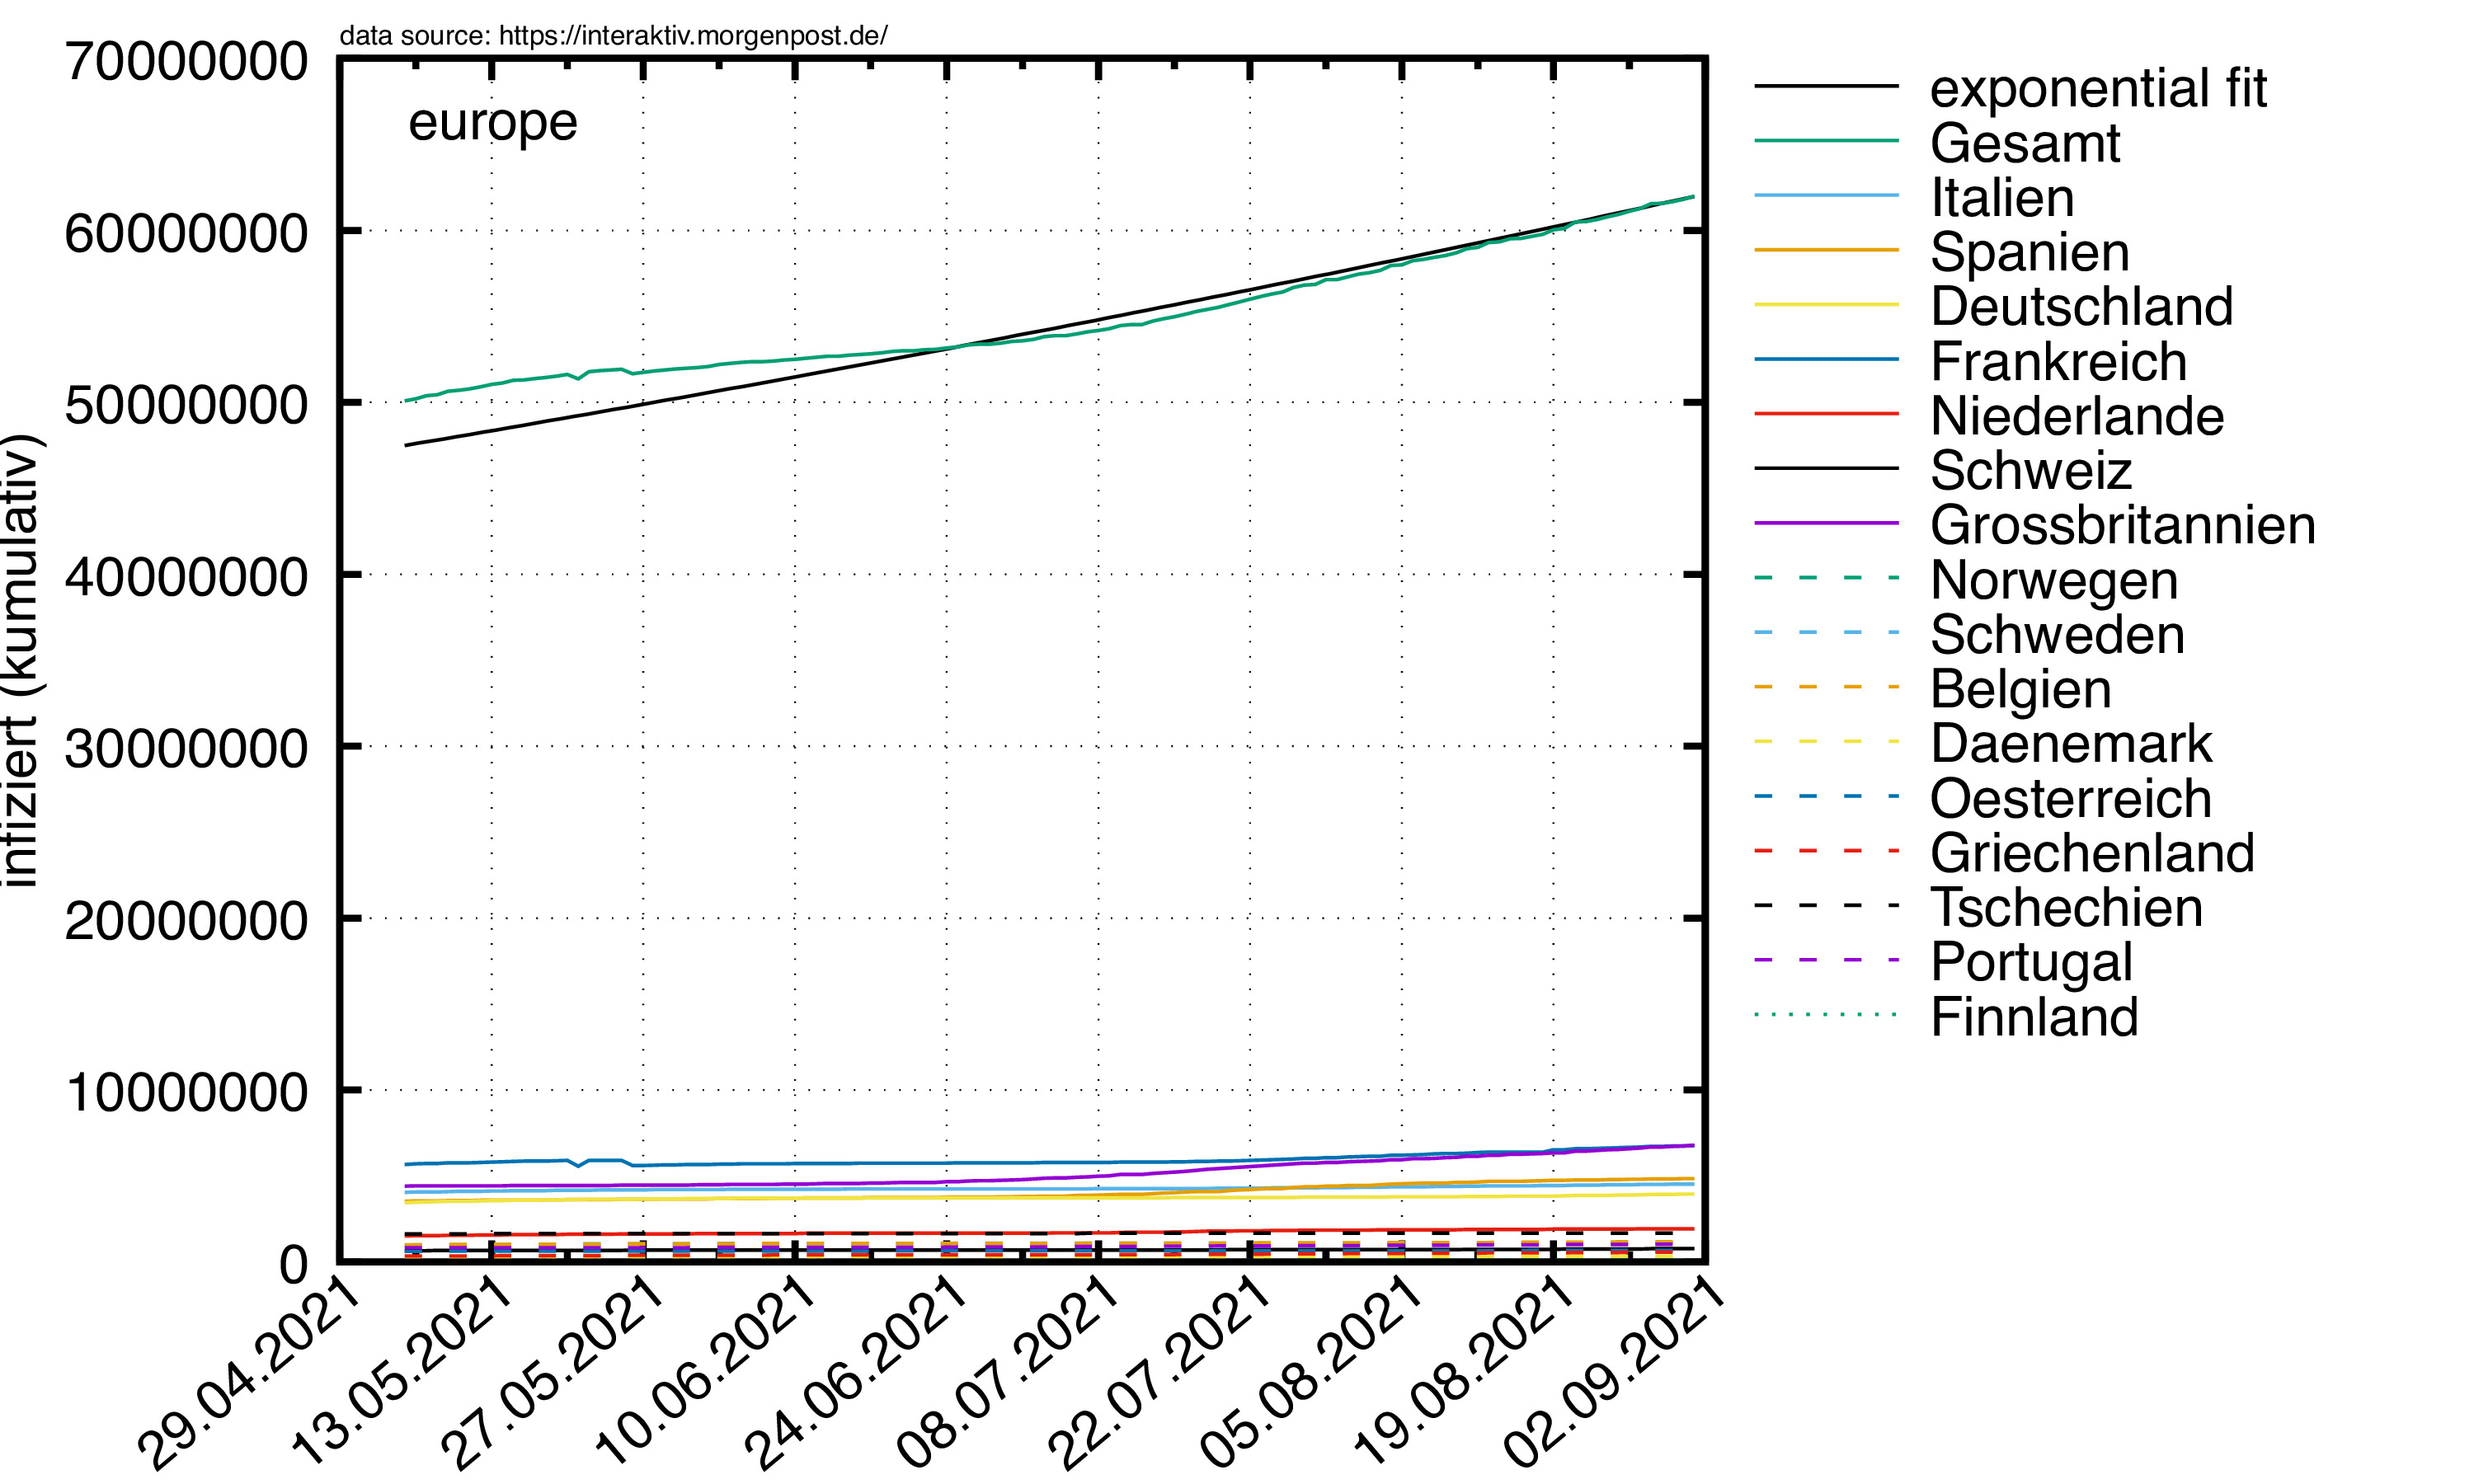 data source: https://interaktiv.morgenpost.de/
europe
infiziert (kumulativ)
70000000
60000000
50000000
40000000
30000000
20000000
10000000
0
29.04.2021
13.05.2021
27.05.2021
10.06.2021
24.06.2021
08.07.2021
22.07.2021
05.08.2021
19.08.2021
02.09.2021
exponential fit
Gesamt
Italien
Spanien
Deutschland
Frankreich
Niederlande
Schweiz
Grossbritannien
Norwegen
Schweden
Belgien
Daenemark
Oesterreich
Griechenland
Tschechien
Portugal
Finnland